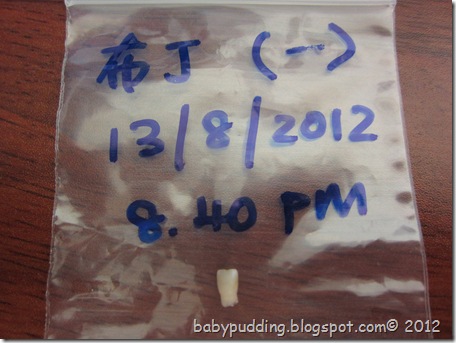 布丁 (一)
13/8/2012
8.40 PM
babypudding.blogspot.com© 2012